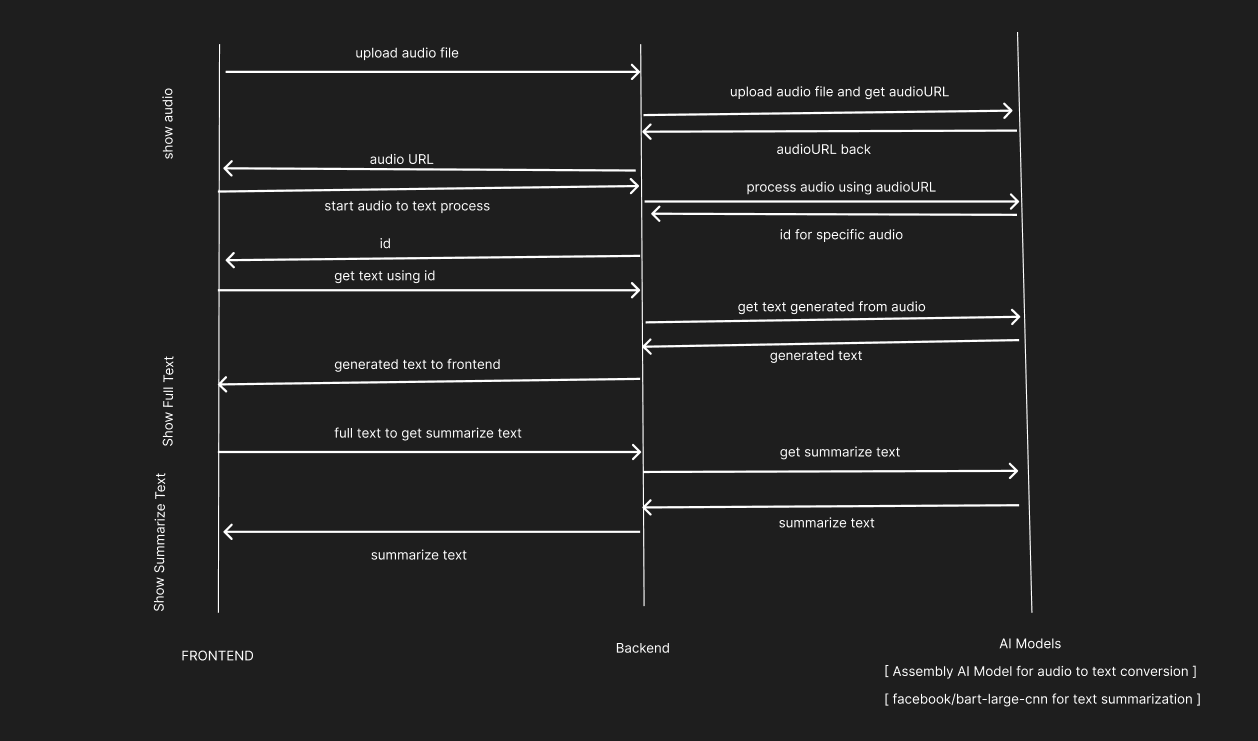 upload audio file
upload audio file and get audioURL
show audio
audioURL back
audio URL
process audio using audioURL
start audio to text process
id for specific audio
id
get text using id
get text generated from audio
generated text
generated text to frontend
Show Full Text
full text to get summarize text
get summarize text
summarize text
Show Summarize Text
summarize text
FRONTEND
Backend
AI Models
[ Assembly AI Model for audio to text conversion ]
[ facebook/bart-large-cnn for text summarization ]